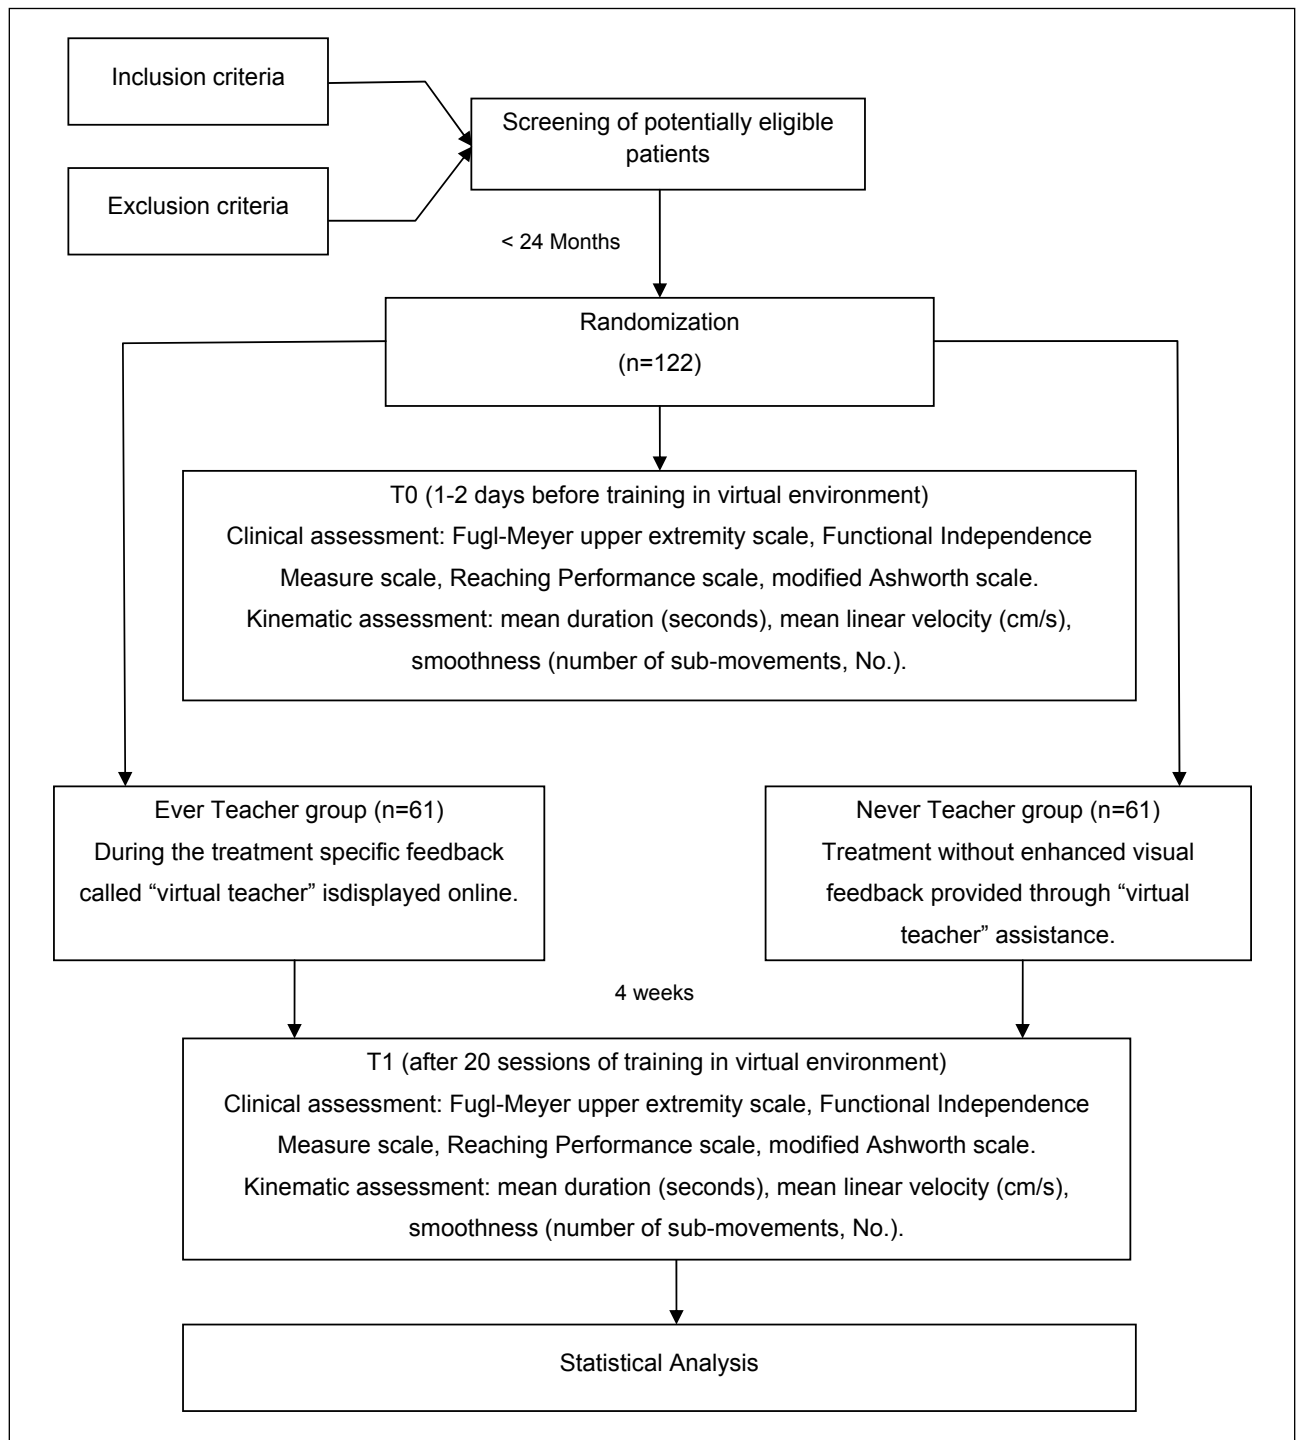 Inclusion criteria
Screening of potentially eligible
patients
Exclusion criteria
< 24 Months
Randomization
(n=122)
T0 (1-2 days before training in virtual environment)
Clinical assessment: Fugl-Meyer upper extremity scale, Functional Independence
Measure scale, Reaching Performance scale, modified Ashworth scale.
Kinematic assessment: mean duration (seconds), mean linear velocity (cm/s),
smoothness (number of sub-movements, No.).
Ever Teacher group (n=61)
During the treatment specific feedback
called “virtual teacher” isdisplayed online.
Never Teacher group (n=61)
Treatment without enhanced visual
feedback provided through “virtual
teacher” assistance.
4 weeks
T1 (after 20 sessions of training in virtual environment)
Clinical assessment: Fugl-Meyer upper extremity scale, Functional Independence
Measure scale, Reaching Performance scale, modified Ashworth scale.
Kinematic assessment: mean duration (seconds), mean linear velocity (cm/s),
smoothness (number of sub-movements, No.).
Statistical Analysis